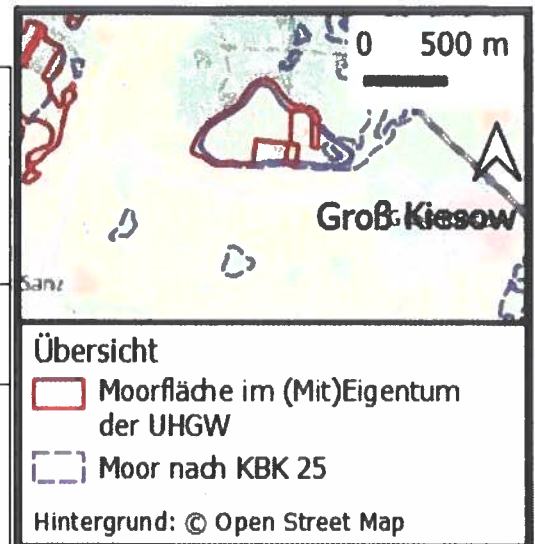 0 500 m
Groß Kiesow
Sanz
Übersicht
Moorfläche im (Mit)Eigentum
der UHGW
Moor nach KBK 25
Hintergrund: © Open Street Map